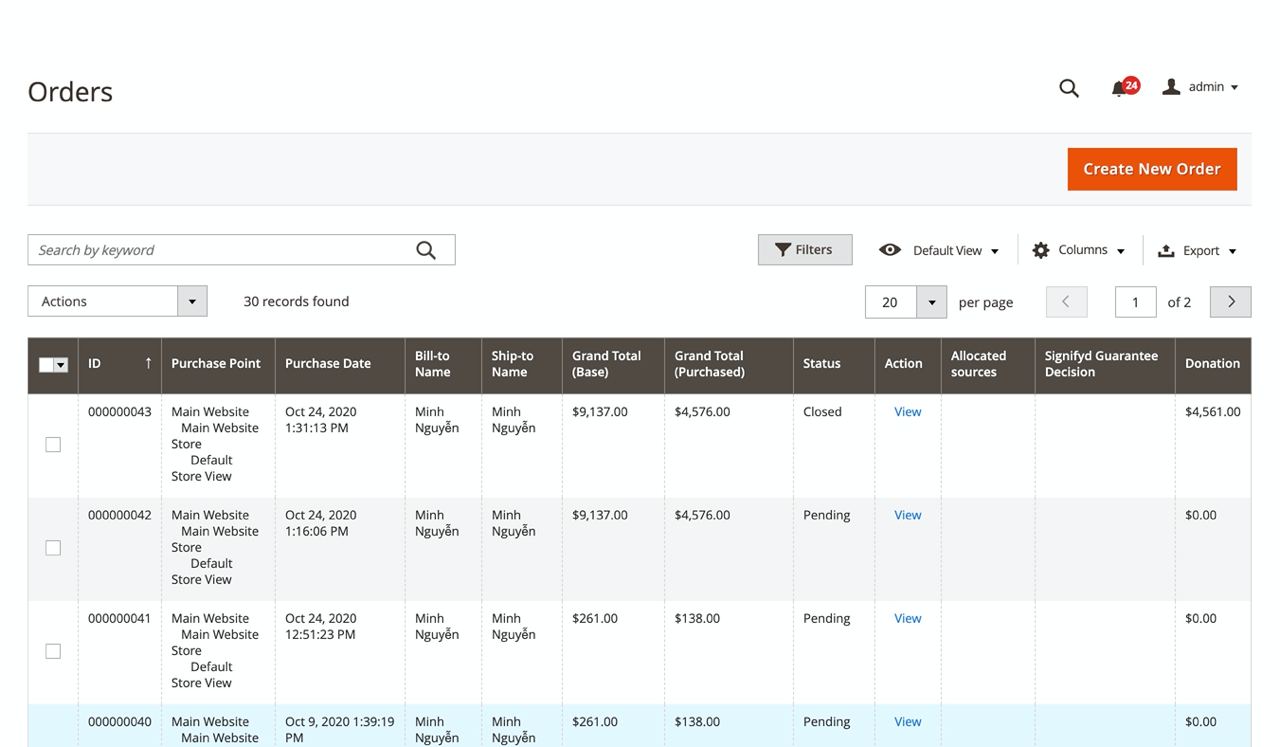 Orders
24
admin
Create New Order
Search by keyword
Filters
Default View
Columns
Export
Actions
30 records found
20
per page
1
of 2
ID ↑ Purchase Point Purchase Date Bill-to Name Ship-to Name Grand Total (Base) Grand Total (Purchased) Status Action Allocated sources Signifyd Guarantee Decision Donation
000000043 Main Website Oct 24, 2020 Minh Minh $9,137.00 $4,576.00 Closed View $4,561.00
Main Website 1:31:13 PM Nguyễn Nguyễn
Store
Default
Store View
000000042 Main Website Oct 24, 2020 Minh Minh $9,137.00 $4,576.00 Pending View $0.00
Main Website 1:16:06 PM Nguyễn Nguyễn
Store
Default
Store View
000000041 Main Website Oct 24, 2020 Minh Minh $261.00 $138.00 Pending View $0.00
Main Website 12:51:23 PM Nguyễn Nguyễn
Store
Default
Store View
000000040 Main Website Oct 9, 2020 1:39:19 Minh Minh $261.00 $138.00 Pending View $0.00
Main Website PM Nguyễn Nguyễn